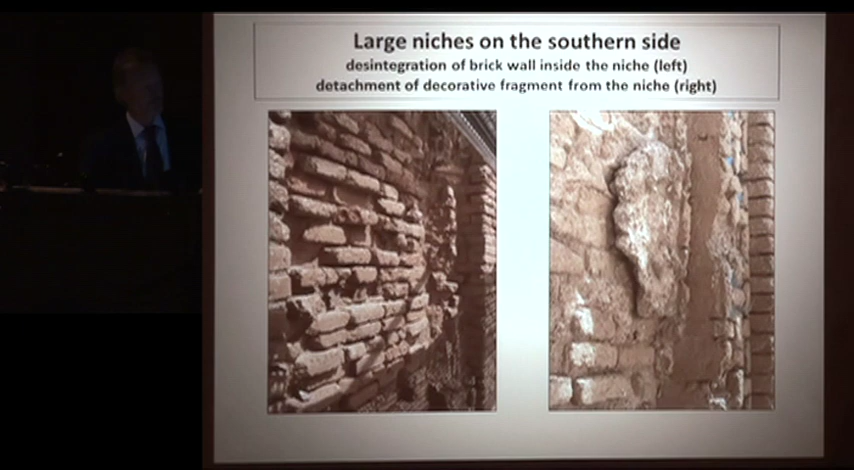 Large niches on the southern side
desintegration of brick wall inside the niche (left)
detachment of decorative fragment from the niche (right)